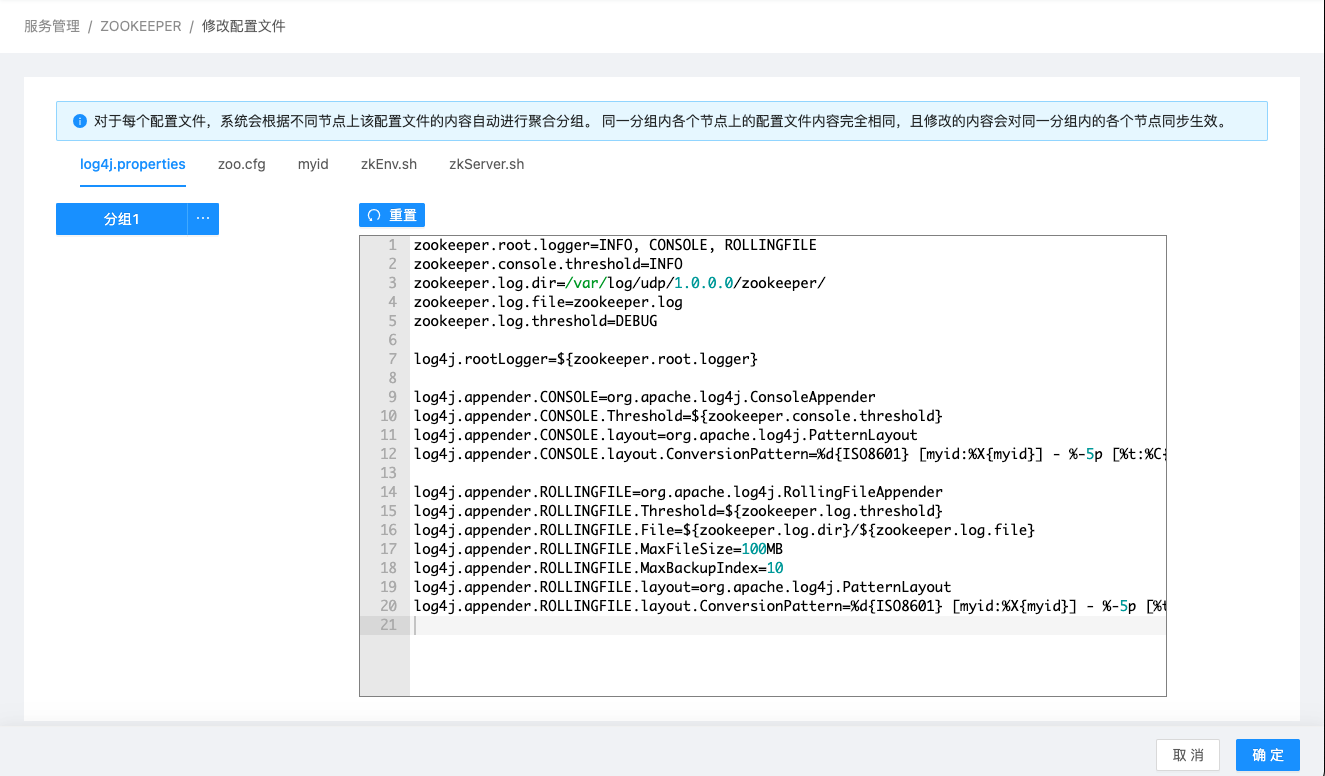 服务管理 / ZOOKEEPER / 修改配置文件
对于每个配置文件，系统会根据不同节点上该配置文件的内容自动进行聚合分组。 同一分组内各个节点上的配置文件内容完全相同，且修改的内容会对同一分组内的各个节点同步生效。
log4j.properties zoo.cfg myid zkEnv.sh zkServer.sh
分组1 ···
重置
1 zookeeper.root.logger=INFO, CONSOLE, ROLLINGFILE
2 zookeeper.console.threshold=INFO
3 zookeeper.log.dir=/var/log/udp/1.0.0.0/zookeeper/
4 zookeeper.log.file=zookeeper.log
5 zookeeper.log.threshold=DEBUG
6
7 log4j.rootLogger=${zookeeper.root.logger}
8
9 log4j.appender.CONSOLE=org.apache.log4j.ConsoleAppender
10 log4j.appender.CONSOLE.Threshold=${zookeeper.console.threshold}
11 log4j.appender.CONSOLE.layout=org.apache.log4j.PatternLayout
12 log4j.appender.CONSOLE.layout.ConversionPattern=%d{ISO8601} [myid:%X{myid}] - %-5p [%t:%C{
13
14 log4j.appender.ROLLINGFILE=org.apache.log4j.RollingFileAppender
15 log4j.appender.ROLLINGFILE.Threshold=${zookeeper.log.threshold}
16 log4j.appender.ROLLINGFILE.File=${zookeeper.log.dir}/${zookeeper.log.file}
17 log4j.appender.ROLLINGFILE.MaxFileSize=100MB
18 log4j.appender.ROLLINGFILE.MaxBackupIndex=10
19 log4j.appender.ROLLINGFILE.layout=org.apache.log4j.PatternLayout
20 log4j.appender.ROLLINGFILE.layout.ConversionPattern=%d{ISO8601} [myid:%X{myid}] - %-5p [%t
21
取 消 确 定